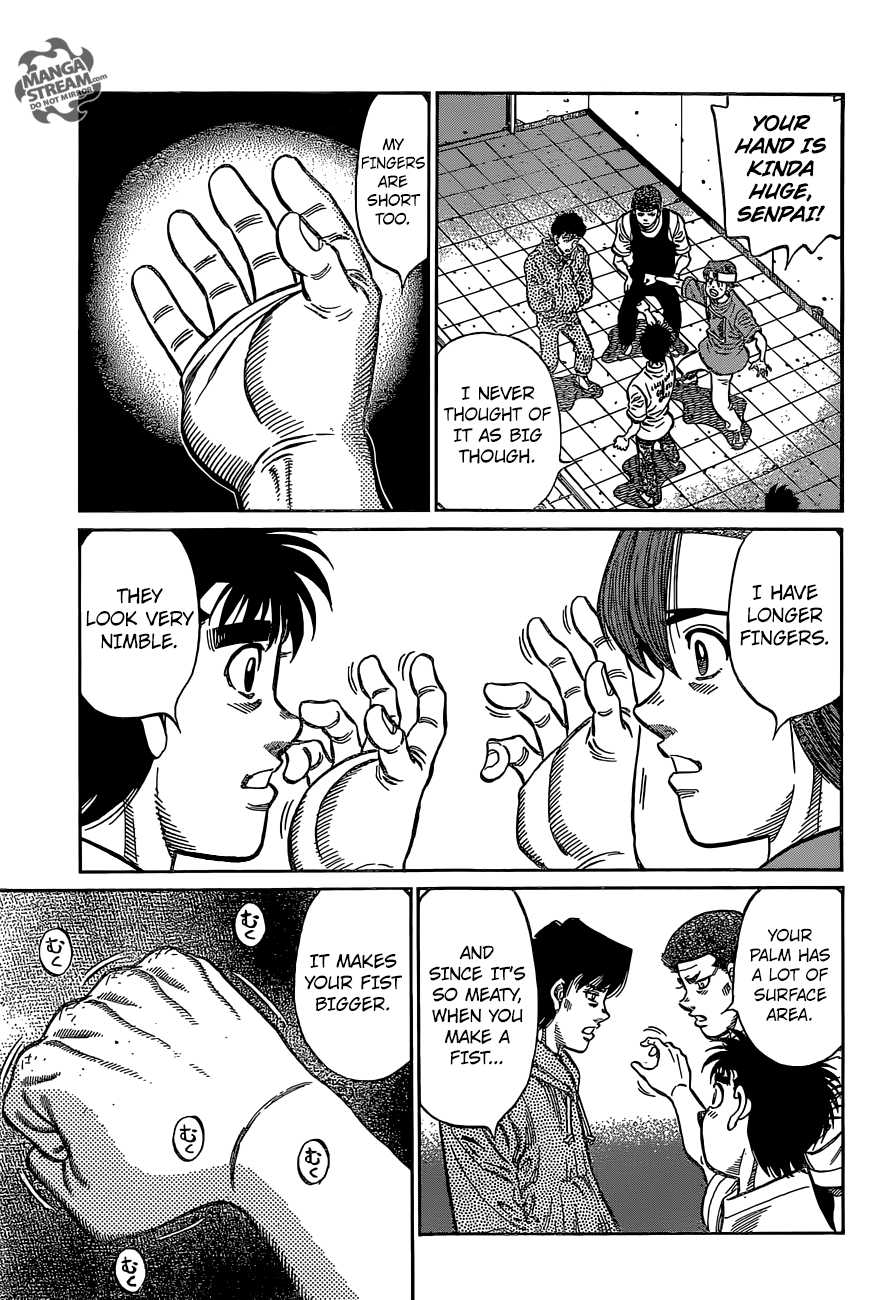 MANGA
STREAM.com
DO NOT MIRROR
YOUR
HAND IS
KINDA
HUGE,
SENPAI!
I NEVER
THOUGHT OF
IT AS BIG
THOUGH.
MY
FINGERS
ARE
SHORT
TOO.
I HAVE
LONGER
FINGERS.
THEY
LOOK VERY
NIMBLE.
YOUR
PALM HAS
A LOT OF
SURFACE
AREA.
AND
SINCE IT'S
SO MEATY,
WHEN YOU
MAKE A
FIST...
IT MAKES
YOUR FIST
BIGGER.
むく
むく
むく
むく
むく